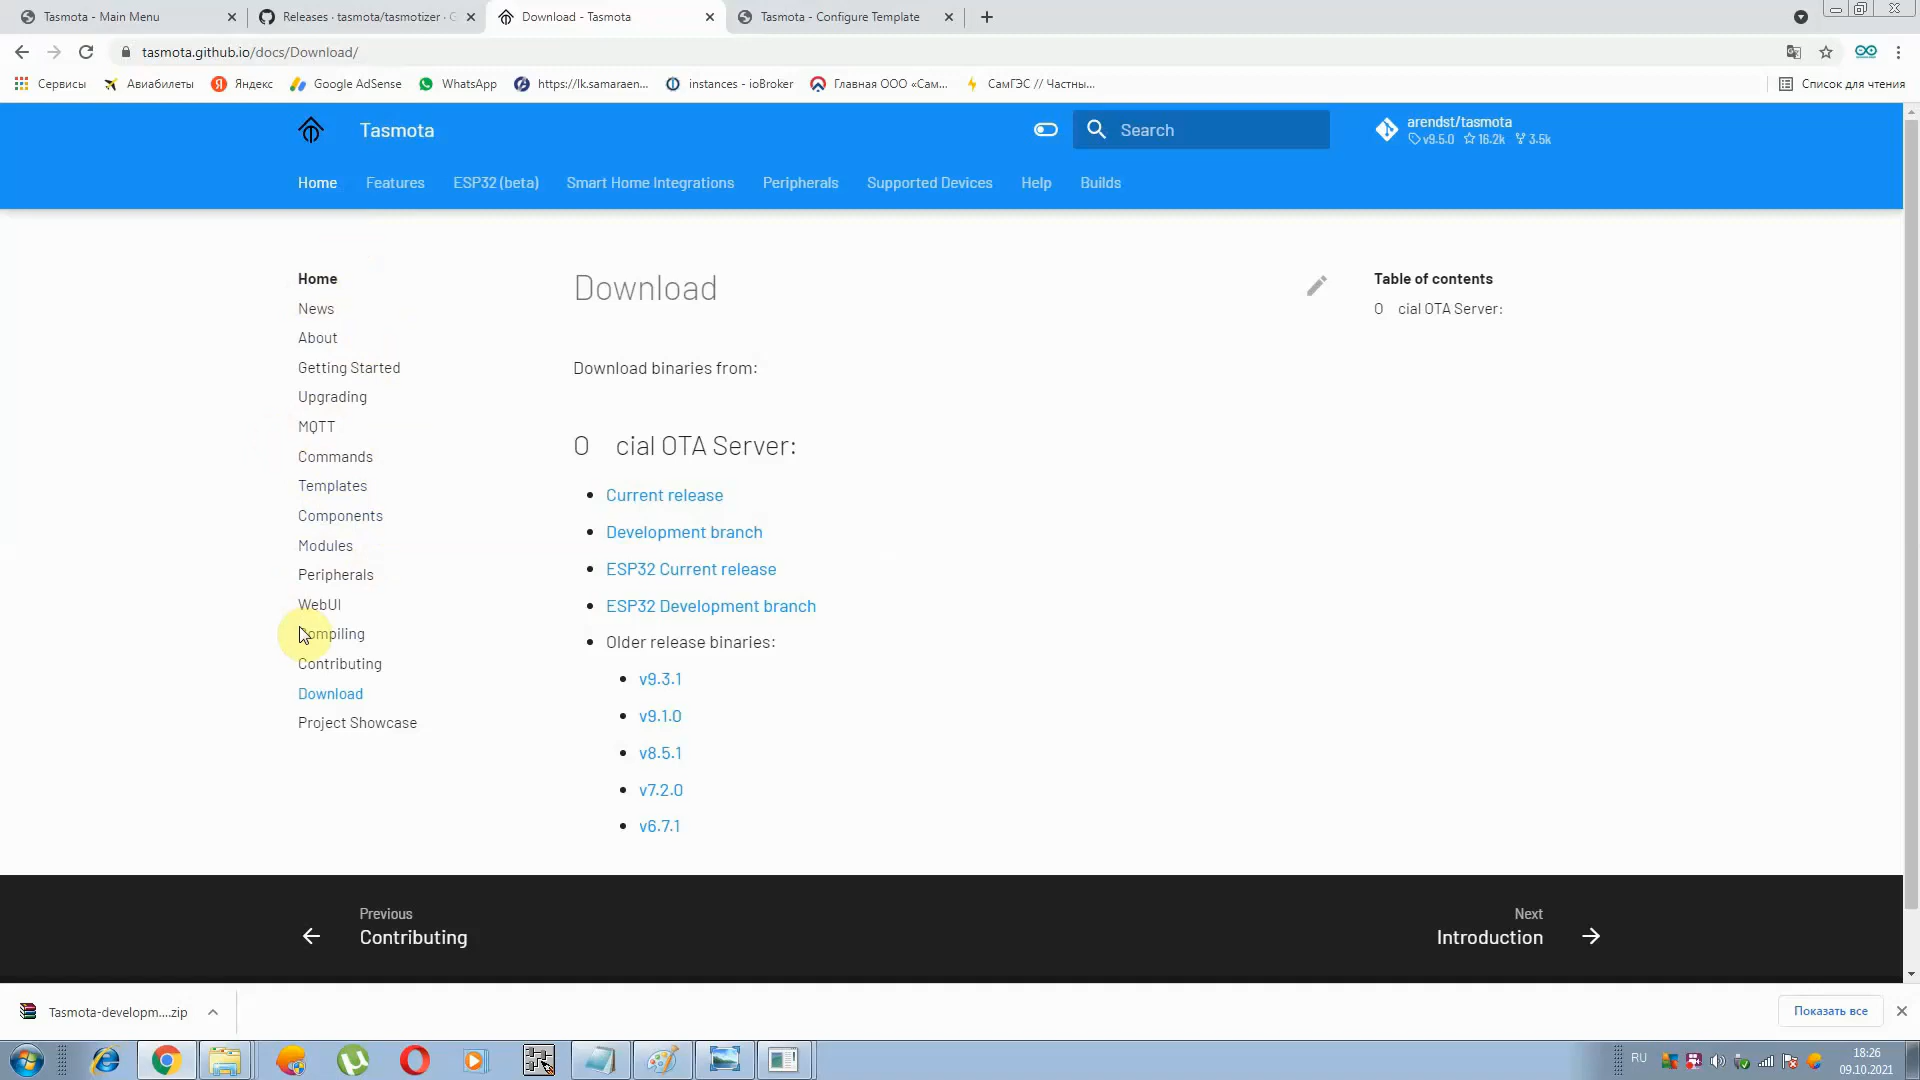 Tasmota - Main Menu
Releases · tasmota/tasmotizer · G
Download - Tasmota
Tasmota - Configure Template
tasmota.github.io/docs/Download/
Сервисы
Авиабилеты
Яндекс
Google AdSense
WhatsApp
https://lk.samaraen...
instances - ioBroker
Главная ООО «Сам...
СамГЭС // Частны...
Список для чтения
Tasmota
Search
arendst/tasmota
v9.5.0 16.2k 3.5k
Home Features ESP32 (beta) Smart Home Integrations Peripherals Supported Devices Help Builds
Home
News
About
Getting Started
Upgrading
MQTT
Commands
Templates
Components
Modules
Peripherals
WebUI
Compiling
Contributing
Download
Project Showcase
Download
Download binaries from:
O cial OTA Server:
Current release
Development branch
ESP32 Current release
ESP32 Development branch
Older release binaries:
v9.3.1
v9.1.0
v8.5.1
v7.2.0
v6.7.1
Table of contents
O cial OTA Server:
Previous
Contributing
Next
Introduction
Tasmota-developm....zip
Показать все
RU
18:26
09.10.2021